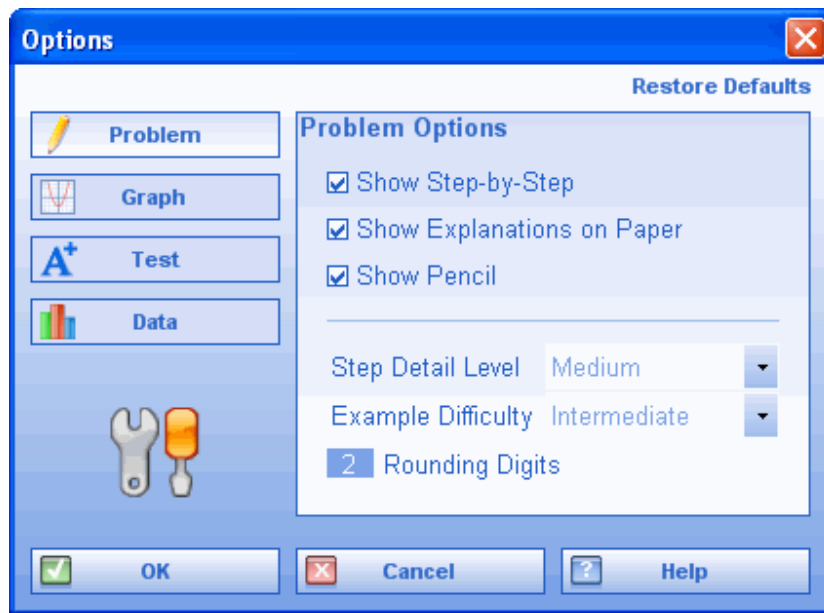 Options
Restore Defaults
Problem
Graph
Test
Data
Problem Options
Show Step-by-Step
Show Explanations on Paper
Show Pencil
Step Detail Level Medium
Example Difficulty Intermediate
2 Rounding Digits
OK Cancel Help